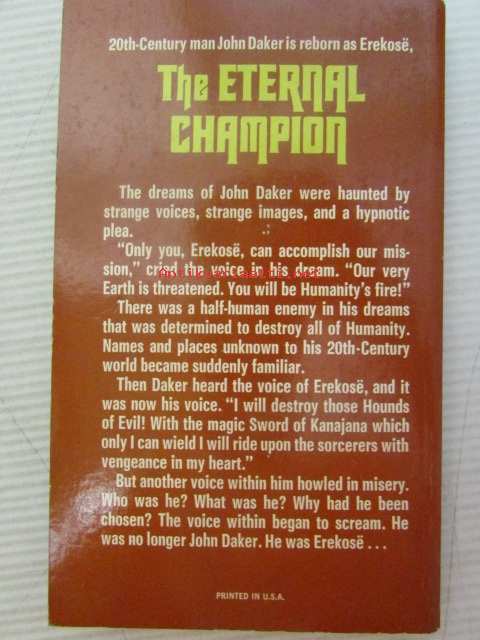 20th-Century man John Daker is reborn as Erekosë,
The ETERNAL
CHAMPION
The dreams of John Daker were haunted by
strange voices, strange images, and a hypnotic
plea.
"Only you, Erekosë, can accomplish our mis-
sion," cried the voice in his dream. "Our very
Earth is threatened. You will be Humanity's fire!"
There was a half-human enemy in his dreams
that was determined to destroy all of Humanity.
Names and places unknown to his 20th-Century
world became suddenly familiar.
Then Daker heard the voice of Erekosë, and it
was now his voice. "I will destroy those Hounds
of Evil! With the magic Sword of Kanajana which
only I can wield I will ride upon the sorcerers with
vengeance in my heart."
But another voice within him howled in misery.
Who was he? What was he? Why had he been
chosen? The voice within began to scream. He
was no longer John Daker. He was Erekosë . . .
PRINTED IN U.S.A.